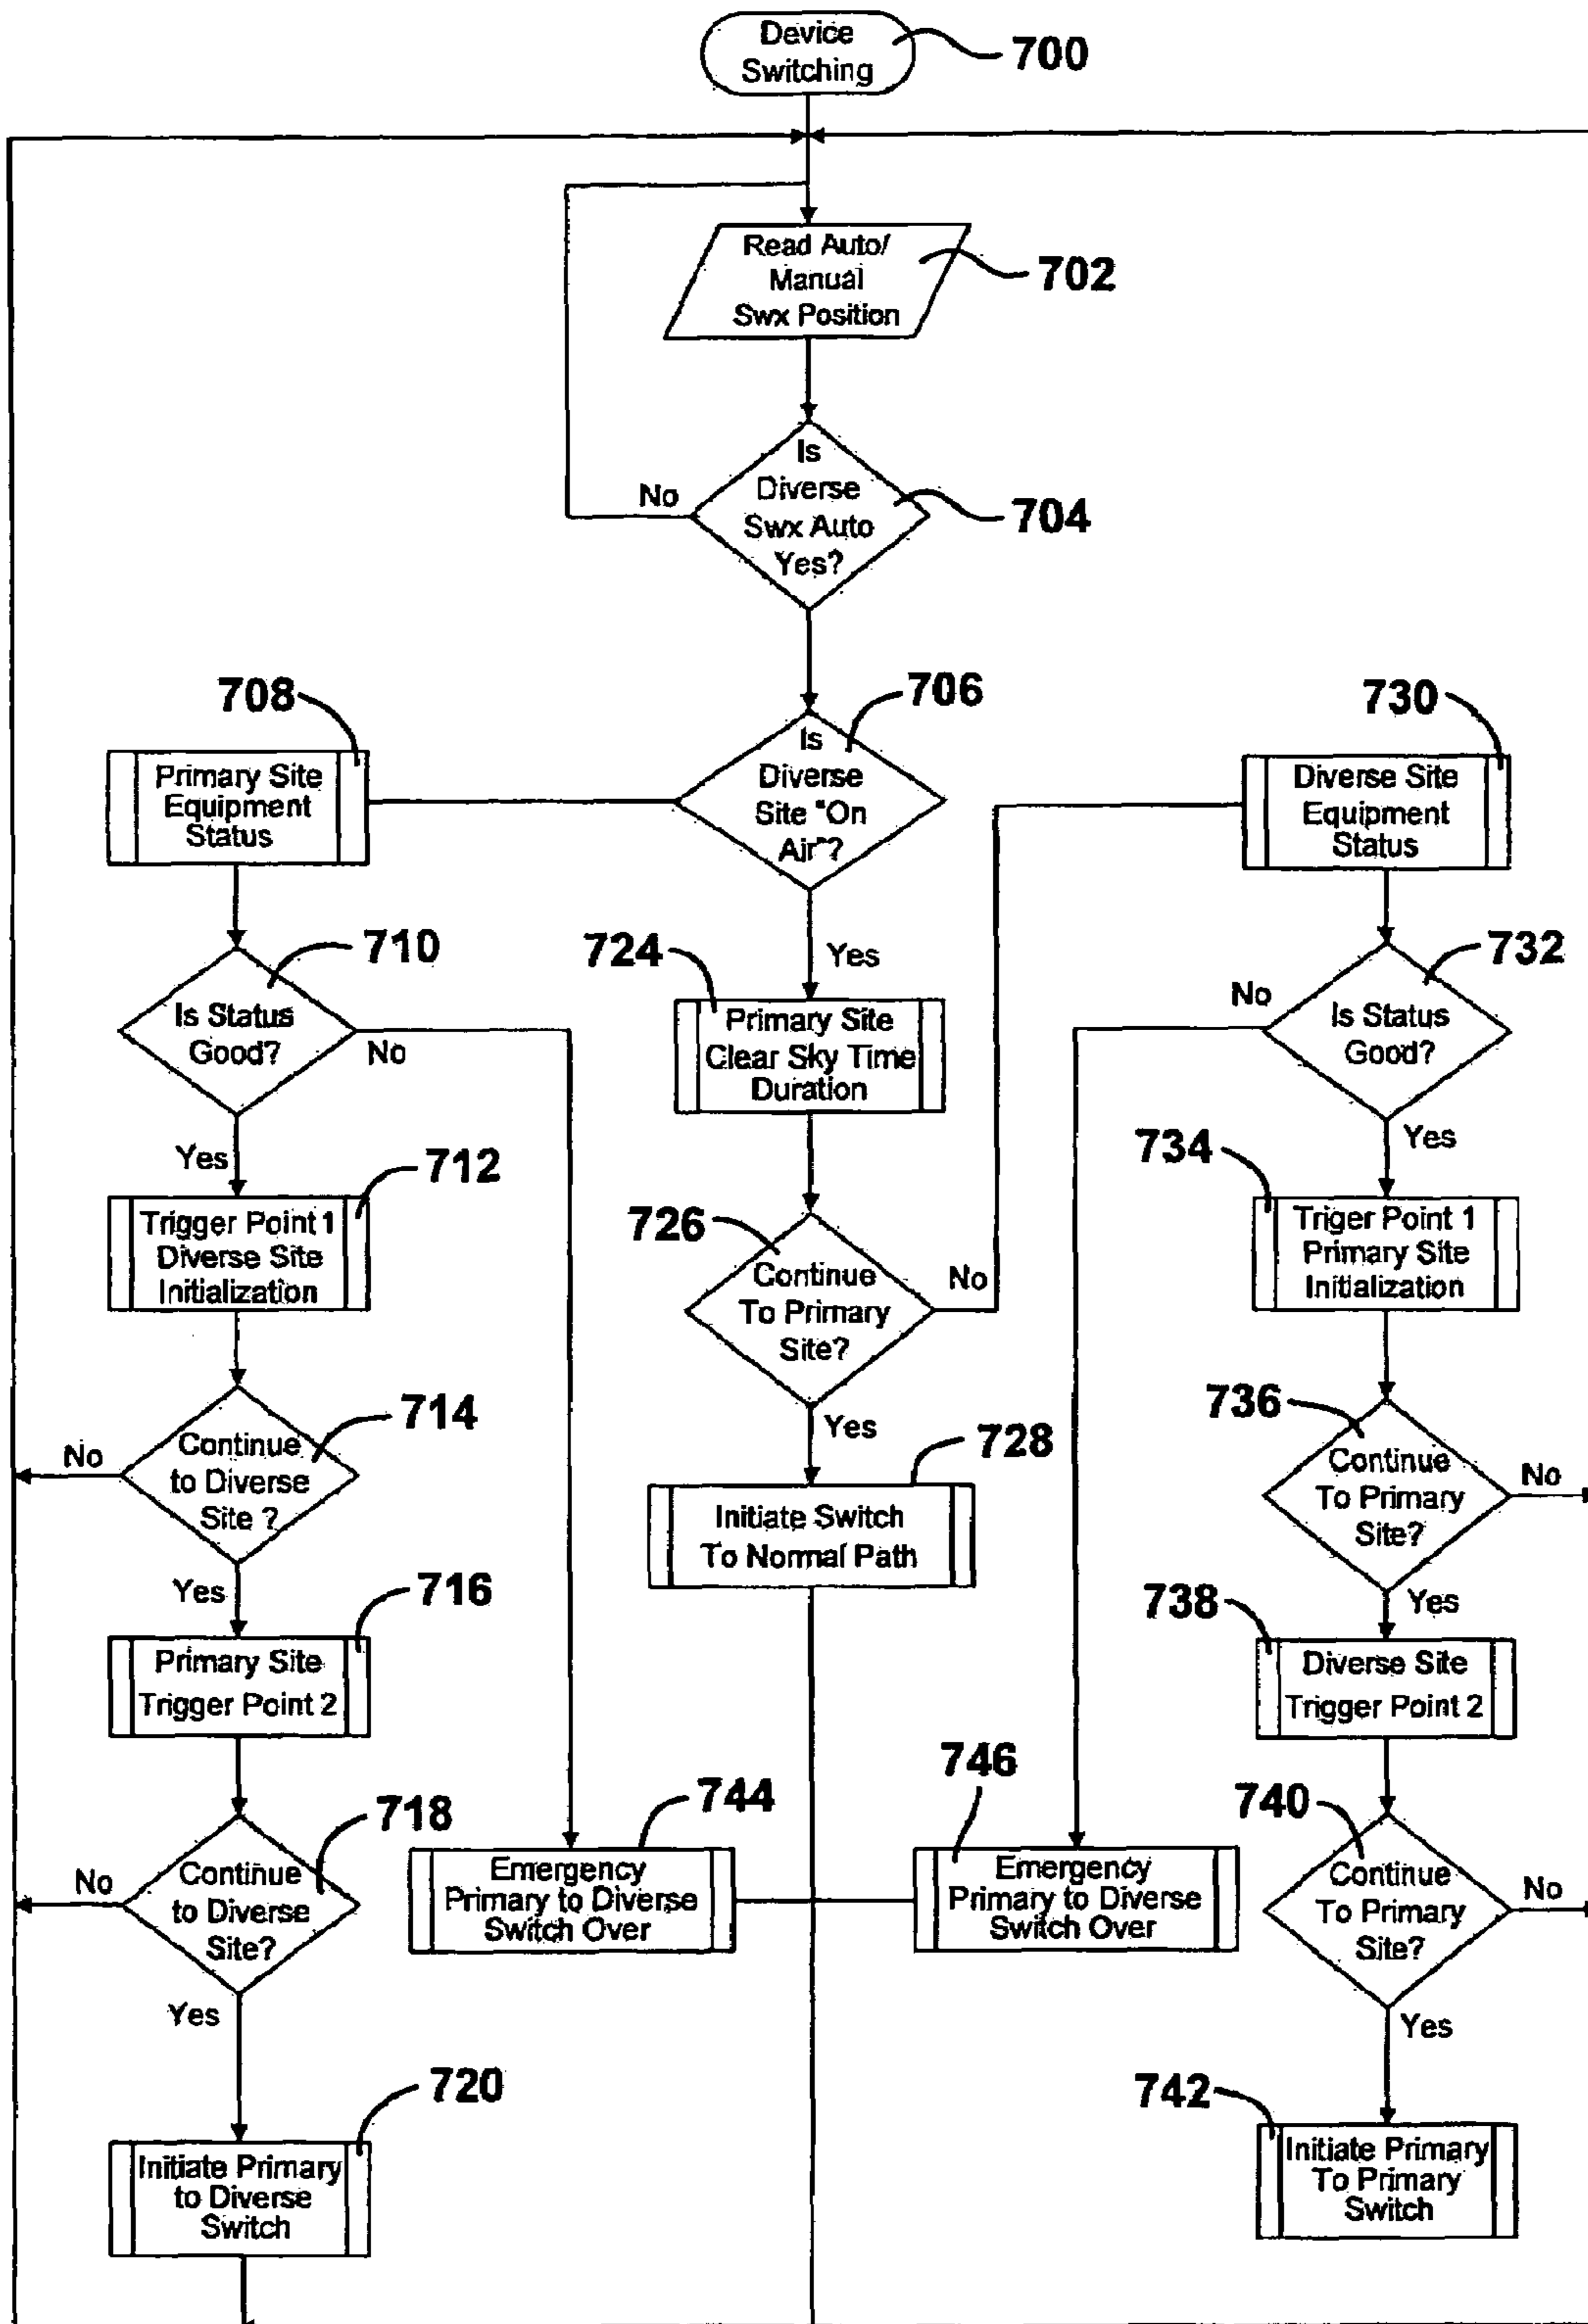 Device
Switching
700
Read Auto/
Manual
Swx Position
702
Is
Diverse
Swx Auto
Yes?
704
No
706
Is
Diverse
Site "On
Air"?
Yes
708
Primary Site
Equipment
Status
710
Is Status
Good?
No
Yes
712
Trigger Point 1
Diverse Site
Initialization
714
Continue
to Diverse
Site ?
No
Yes
716
Primary Site
Trigger Point 2
718
Continue
to Diverse
Site?
No
Yes
720
Initiate Primary
to Diverse
Switch
724
Primary Site
Clear Sky Time
Duration
726
Continue
To Primary
Site?
No
Yes
728
Initiate Switch
To Normal Path
744
Emergency
Primary to Diverse
Switch Over
746
Emergency
Primary to Diverse
Switch Over
730
Diverse Site
Equipment
Status
732
Is Status
Good?
No
Yes
734
Triger Point 1
Primary Site
Initialization
736
Continue
To Primary
Site?
No
Yes
738
Diverse Site
Trigger Point 2
740
Continue
To Primary
Site?
No
Yes
742
Initiate Primary
To Primary
Switch